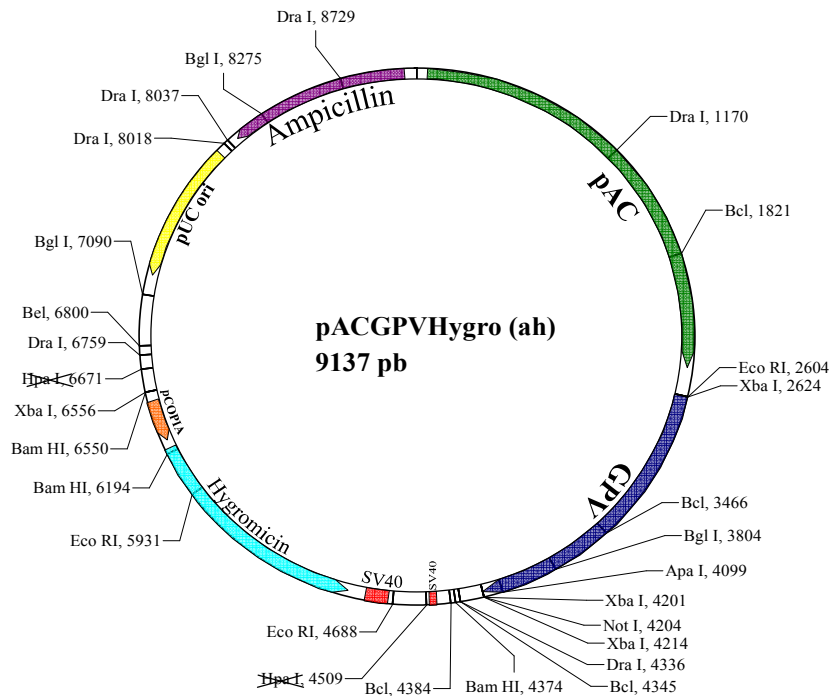 Dra I, 8729
Bgl I, 8275
Dra I, 8037
Dra I, 8018
Ampicillin
Dra I, 1170
pAC
Bcl, 1821
pUC ori
Bgl I, 7090
Bel, 6800
Dra I, 6759
Hpa I, 6671
Xba I, 6556
Bam HI, 6550
pCOPIA
Bam HI, 6194
Eco RI, 5931
Hygromicin
pACGPVHygro (ah)
9137 pb
Eco RI, 2604
Xba I, 2624
GPV
Bcl, 3466
Bgl I, 3804
Apa I, 4099
Xba I, 4201
Not I, 4204
Xba I, 4214
Dra I, 4336
Bcl, 4345
Bam HI, 4374
Bcl, 4384
Hpa I, 4509
SV40
SV40
Eco RI, 4688